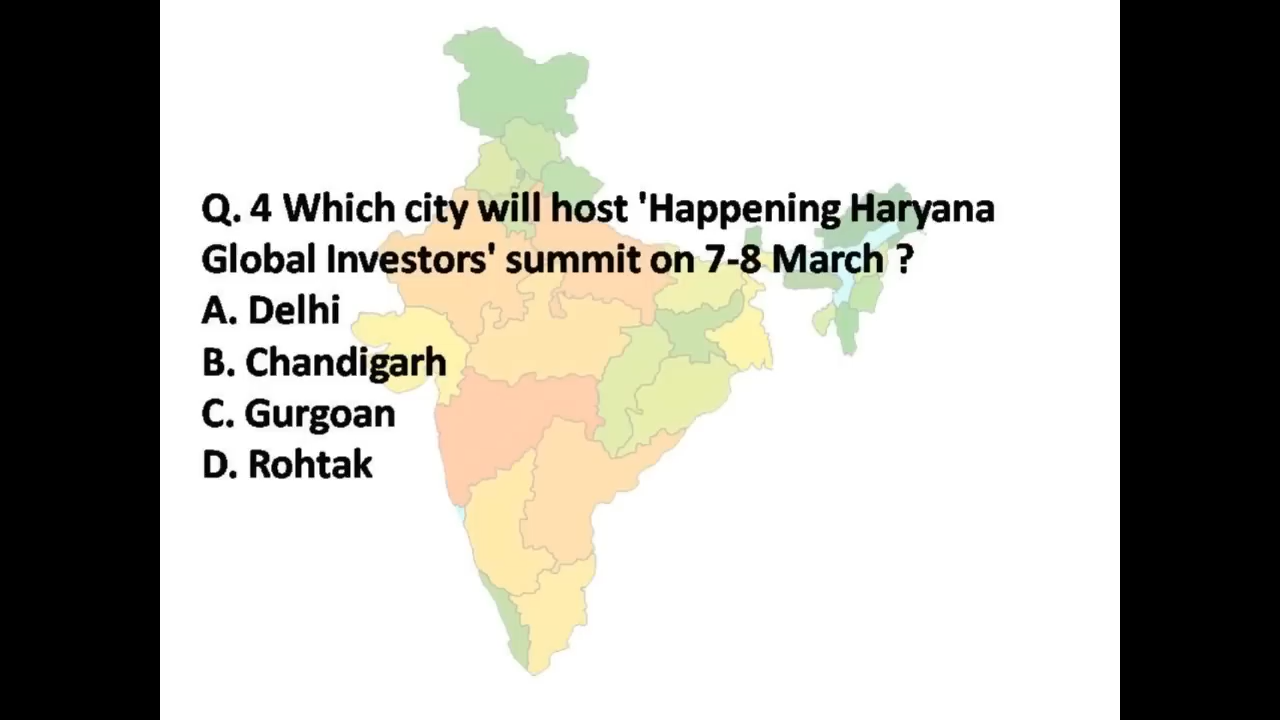 Q. 4 Which city will host 'Happening Haryana
Global Investors' summit on 7-8 March ?
A. Delhi
B. Chandigarh
C. Gurgoan
D. Rohtak